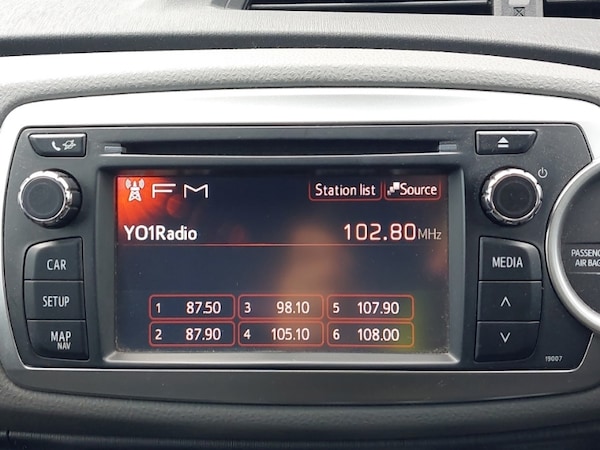 FM
Station list
Source
YO1Radio
102.80MHz
1 87.50
3 98.10
5 107.90
2 87.90
4 105.10
6 108.00
CAR
SETUP
MAP
NAV
MEDIA
19007
PASSENG
AIR BAG